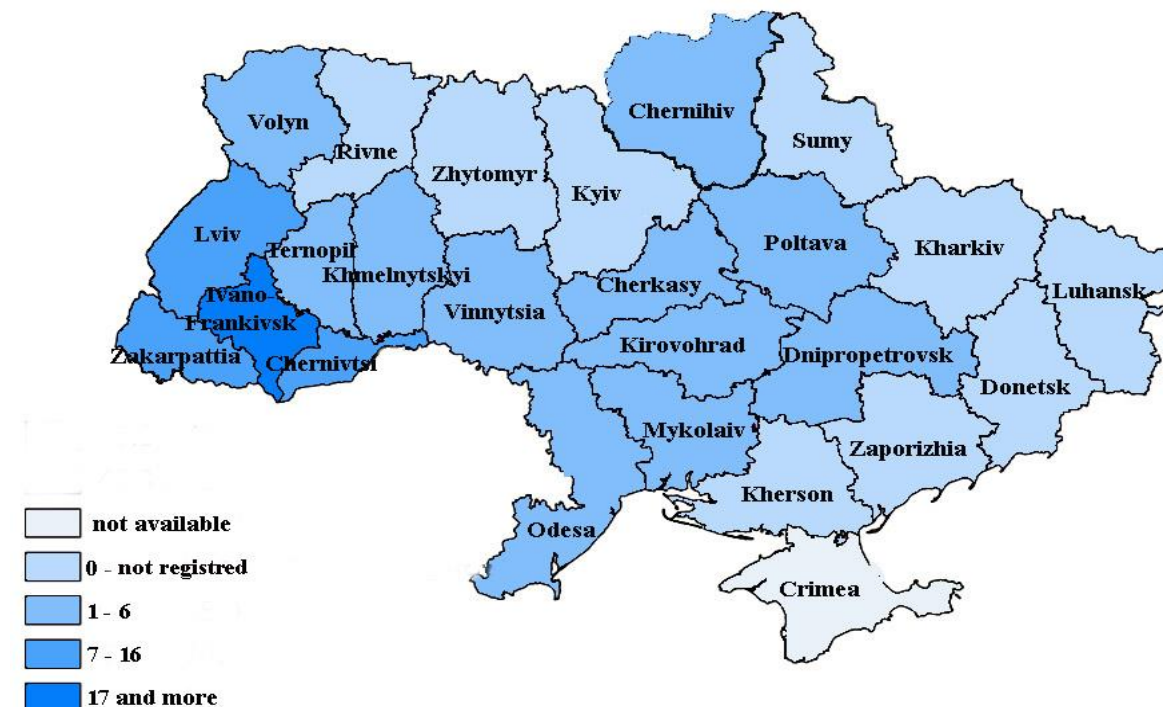 Chernihiv
Volyn
Sumy
Rivne
Zhytomyr
Kyiv
Lviv
Ternopil
Poltava
Kharkiv
Khmelnytskyi
Cherkasy
Luhansk
Ivano-
Frankivsk
Vinnytsia
Kirovohrad
Zakarpattia
Chernivtsi
Dnipropetrovsk
Donetsk
Mykolaiv
Zaporizhia
Kherson
Odesa
Crimea
not available
0 - not registred
1 - 6
7 - 16
17 and more